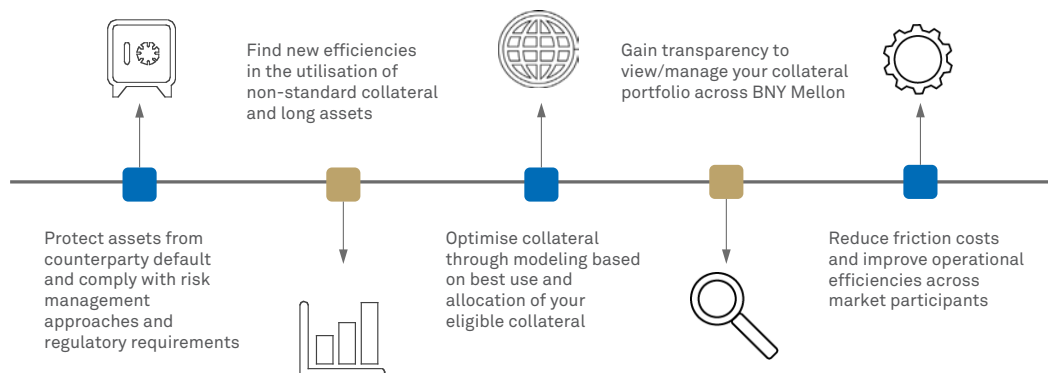 Find new efficiencies
in the utilisation of
non-standard collateral
and long assets
Gain transparency to
view/manage your collateral
portfolio across BNY Mellon
Protect assets from
counterparty default
and comply with risk
management
approaches and
regulatory requirements
Optimise collateral
through modeling based
on best use and
allocation of your
eligible collateral
Reduce friction costs
and improve operational
efficiencies across
market participants